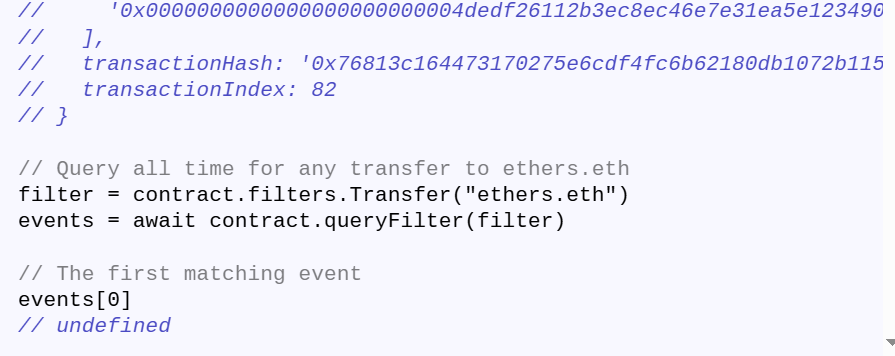 //     '0x0000000000000000000000004dedf26112b3ec8ec46e7e31ea5e123490
//   ],
//   transactionHash: '0x76813c164473170275e6cdf4fc6b62180db1072b115
//   transactionIndex: 82
// }
// Query all time for any transfer to ethers.eth
filter = contract.filters.Transfer("ethers.eth")
events = await contract.queryFilter(filter)
// The first matching event
events[0]
// undefined